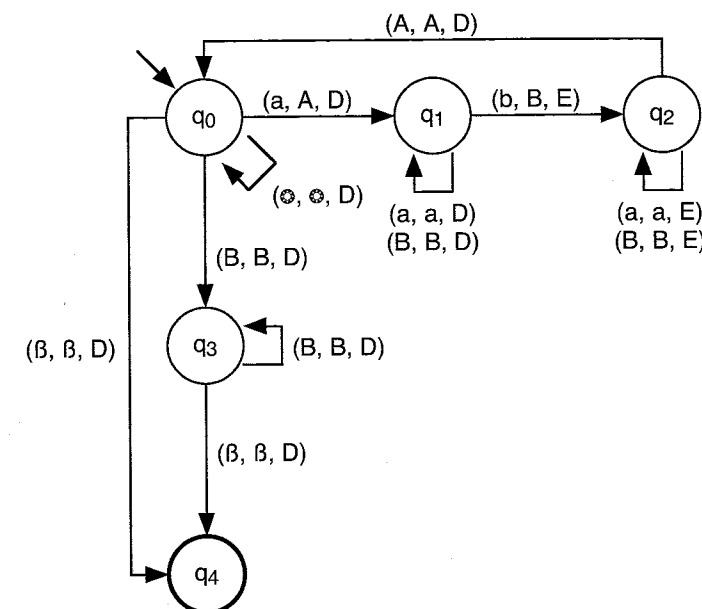 (A, A, D)
q0
(a, A, D)
q1
(b, B, E)
q2
(⊛, ⊛, D)
(a, a, D)
(B, B, D)
(a, a, E)
(B, B, E)
(B, B, D)
q3
(B, B, D)
(ß, ß, D)
(ß, ß, D)
q4